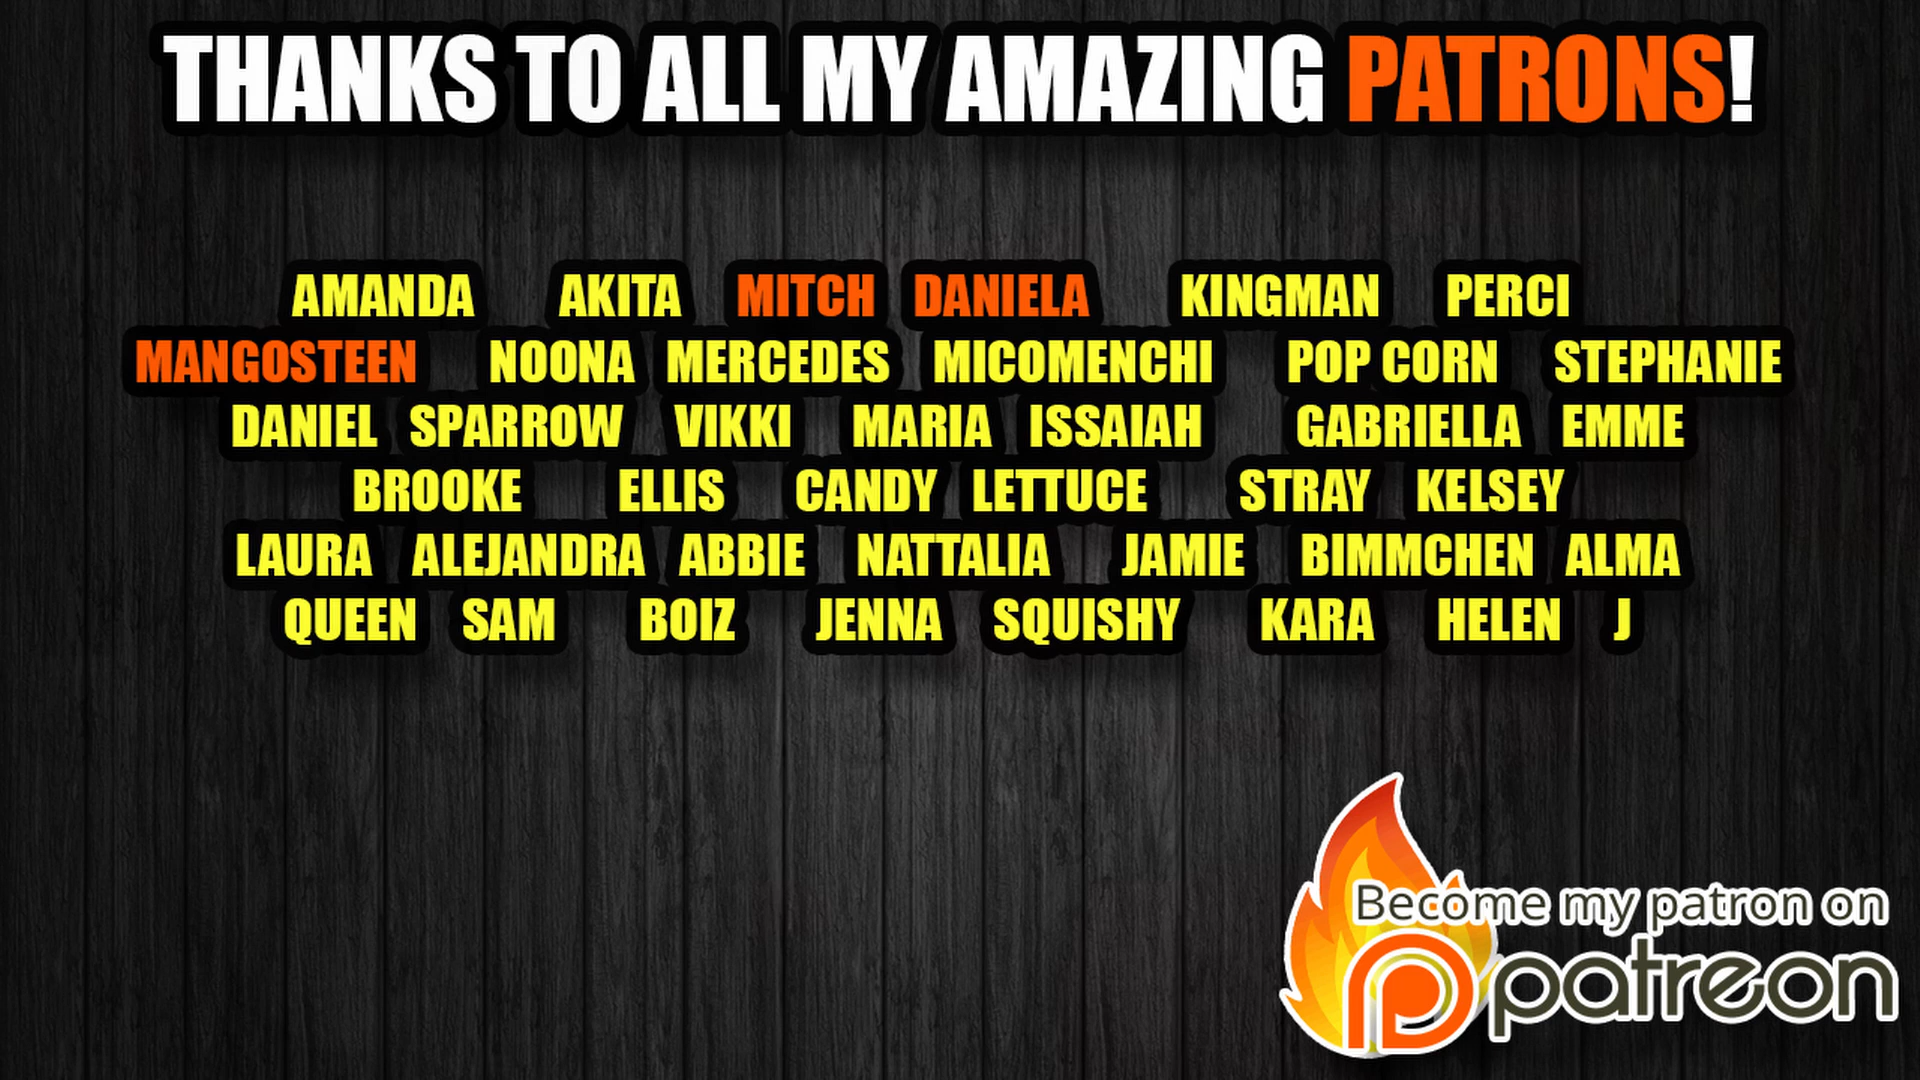 THANKS TO ALL MY AMAZING PATRONS!
AMANDA AKITA MITCH DANIELA KINGMAN PERCI
MANGOSTEEN NOONA MERCEDES MICOMENCHI POP CORN STEPHANIE
DANIEL SPARROW VIKKI MARIA ISSAIAH GABRIELLA EMME
BROOKE ELLIS CANDY LETTUCE STRAY KELSEY
LAURA ALEJANDRA ABBIE NATTALIA JAMIE BIMMCHEN ALMA
QUEEN SAM BOIZ JENNA SQUISHY KARA HELEN J
Become my patron on
patreon